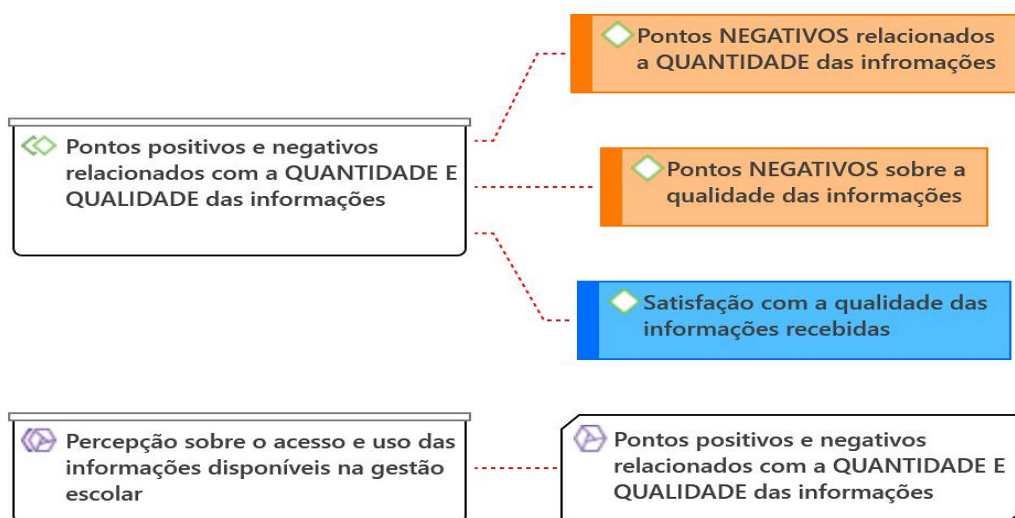 Pontos NEGATIVOS relacionados
a QUANTIDADE das infromações
Pontos positivos e negativos
relacionados com a QUANTIDADE E
QUALIDADE das informações
Pontos NEGATIVOS sobre a
qualidade das informações
Satisfação com a qualidade das
informações recebidas
Percepção sobre o acesso e uso das
informações disponíveis na gestão
escolar
Pontos positivos e negativos
relacionados com a QUANTIDADE E
QUALIDADE das informações